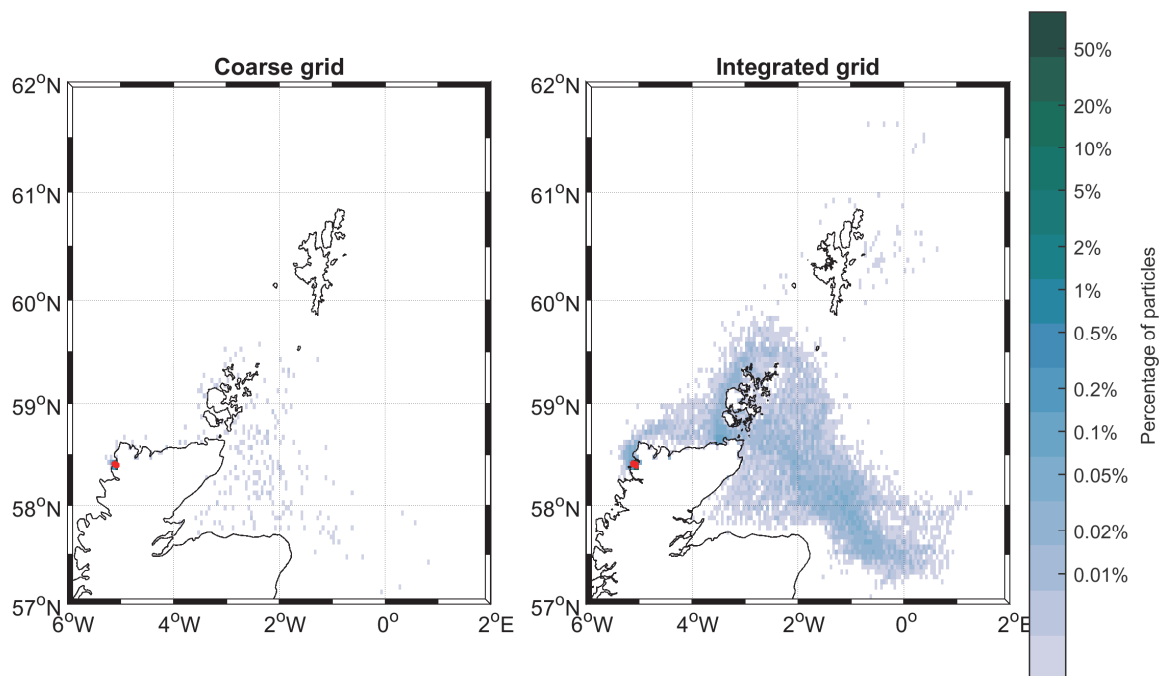 Coarse grid
62°N
61°N
60°N
59°N
58°N
57°N
6°W
4°W
2°W
0°
2°E
Integrated grid
62°N
61°N
60°N
59°N
58°N
57°N
6°W
4°W
2°W
0°
2°E
50%
20%
10%
5%
2%
1%
0.5%
0.2%
0.1%
0.05%
0.02%
0.01%
Percentage of particles